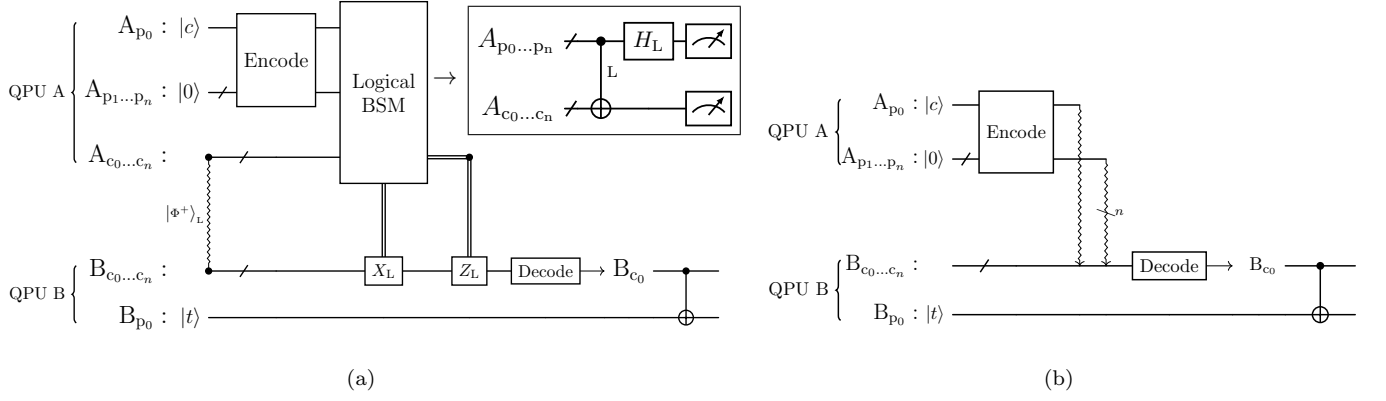 A_{p_0} : |c⟩
Encode
QPU A
A_{p_1...p_n} : |0⟩
Logical
BSM
→
A_{p_0...p_n}
H_L
L
A_{c_0...c_n}
A_{c_0...c_n} :
|Φ⁺⟩_L
QPU B
B_{c_0...c_n} :
X_L
Z_L
Decode
B_{c_0}
B_{p_0} : |t⟩
(a)
QPU A
A_{p_0} : |c⟩
Encode
A_{p_1...p_n} : |0⟩
n
QPU B
B_{c_0...c_n} :
Decode
B_{c_0}
B_{p_0} : |t⟩
(b)